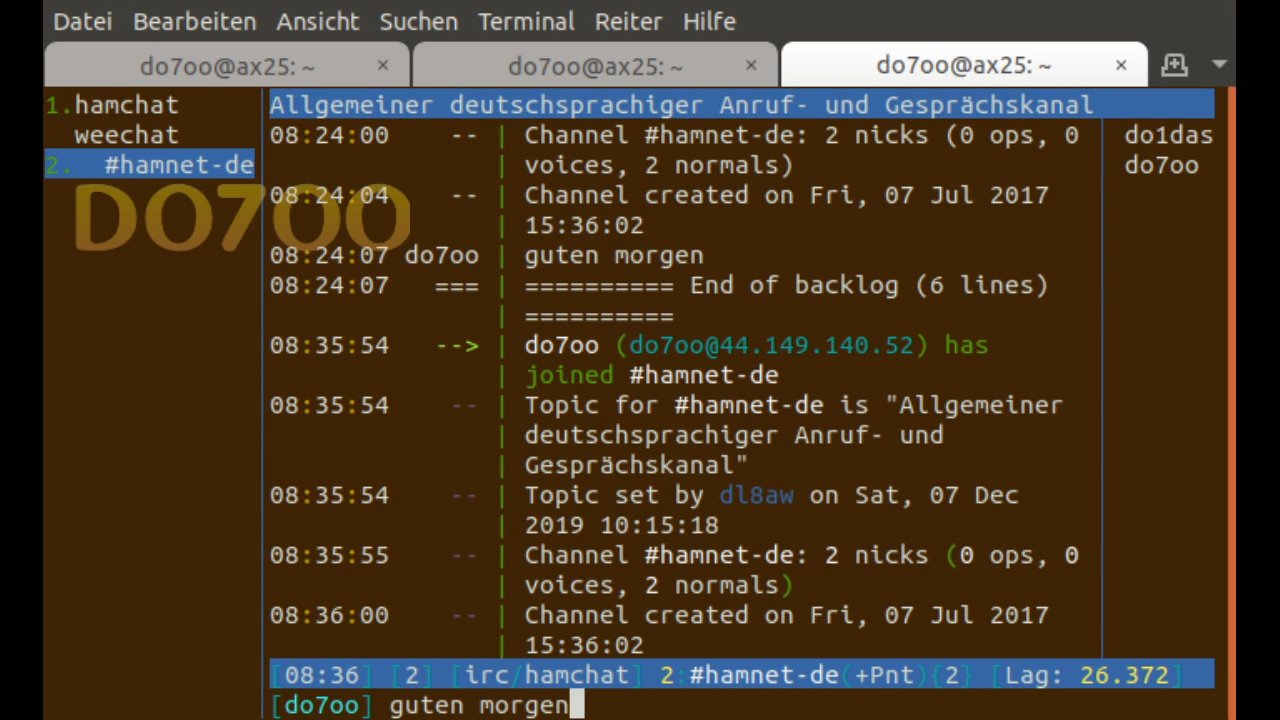 Datei Bearbeiten Ansicht Suchen Terminal Reiter Hilfe
do7oo@ax25: ~ × do7oo@ax25: ~ × do7oo@ax25: ~ ×
1.hamchat
weechat
2. #hamnet-de
DO7OO
Allgemeiner deutschsprachiger Anruf- und Gesprächskanal
08:24:00 -- | Channel #hamnet-de: 2 nicks (0 ops, 0
| voices, 2 normals)
08:24:04 -- | Channel created on Fri, 07 Jul 2017
| 15:36:02
08:24:07 do7oo | guten morgen
08:24:07 === | ========== End of backlog (6 lines)
| ==========
08:35:54 --> | do7oo (do7oo@44.149.140.52) has
| joined #hamnet-de
08:35:54 -- | Topic for #hamnet-de is "Allgemeiner
| deutschsprachiger Anruf- und
| Gesprächskanal"
08:35:54 -- | Topic set by dl8aw on Sat, 07 Dec
| 2019 10:15:18
08:35:55 -- | Channel #hamnet-de: 2 nicks (0 ops, 0
| voices, 2 normals)
08:36:00 -- | Channel created on Fri, 07 Jul 2017
| 15:36:02
do1das
do7oo
[08:36] [2] [irc/hamchat] 2:#hamnet-de(+Pnt){2} [Lag: 26.372]
[do7oo] guten morgen